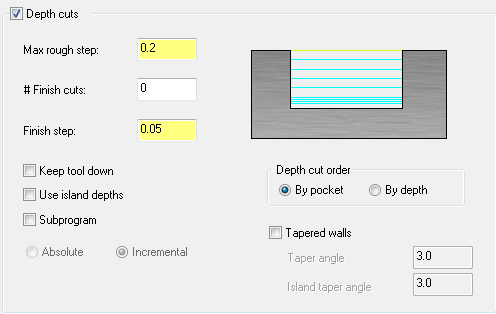 Depth cuts
Max rough step: 0.2
# Finish cuts: 0
Finish step: 0.05
Keep tool down
Use island depths
Subprogram
Absolute Incremental
Depth cut order
By pocket By depth
Tapered walls
Taper angle 3.0
Island taper angle 3.0